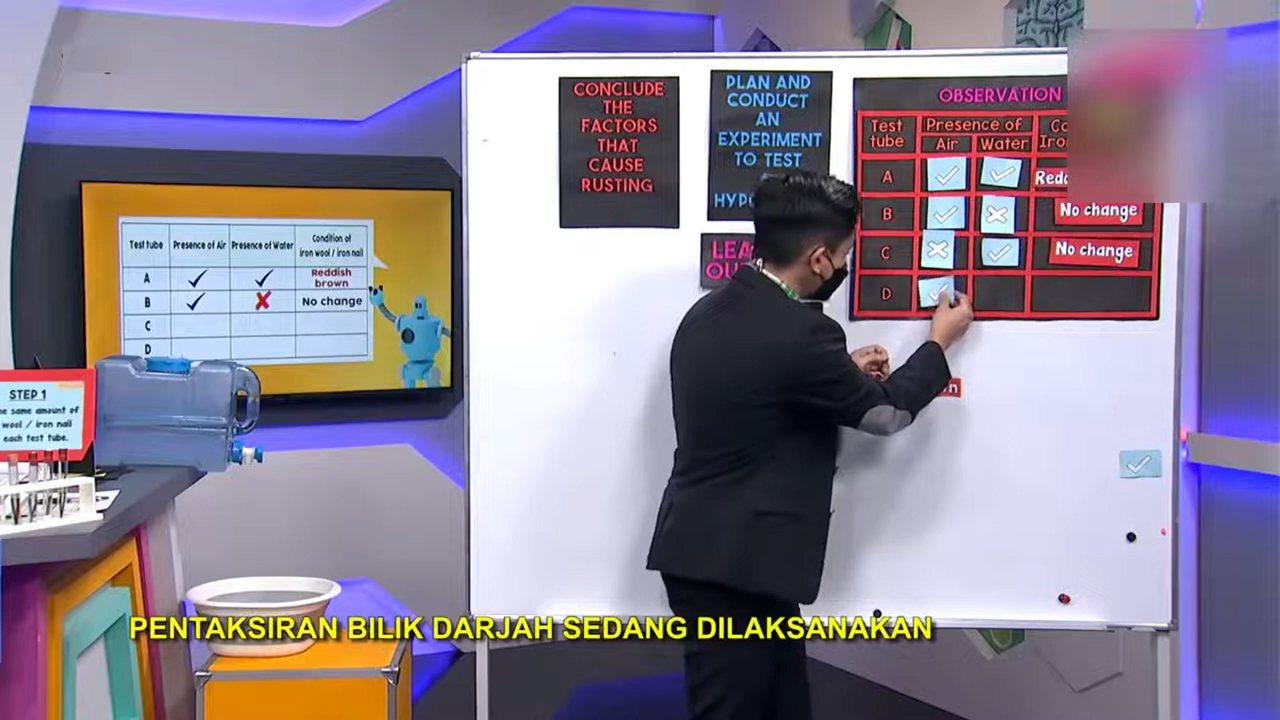 CONCLUDE
THE
FACTORS
THAT
CAUSE
RUSTING
PLAN AND
CONDUCT
AN
EXPERIMENT
TO TEST
OBSERVATION
Test tube Presence of
Air Water
A ✓ ✓
B ✓ ✗ No change
C ✗ ✓ No change
D ✓
✓
Test tube Presence of Air Presence of Water Condition of iron wool / iron nail
A ✓ ✓ Reddish brown
B ✓ ✗ No change
C
D
STEP 1
same amount of
wool / iron nail
each test tube.
PENTAKSIRAN BILIK DARJAH SEDANG DILAKSANAKAN